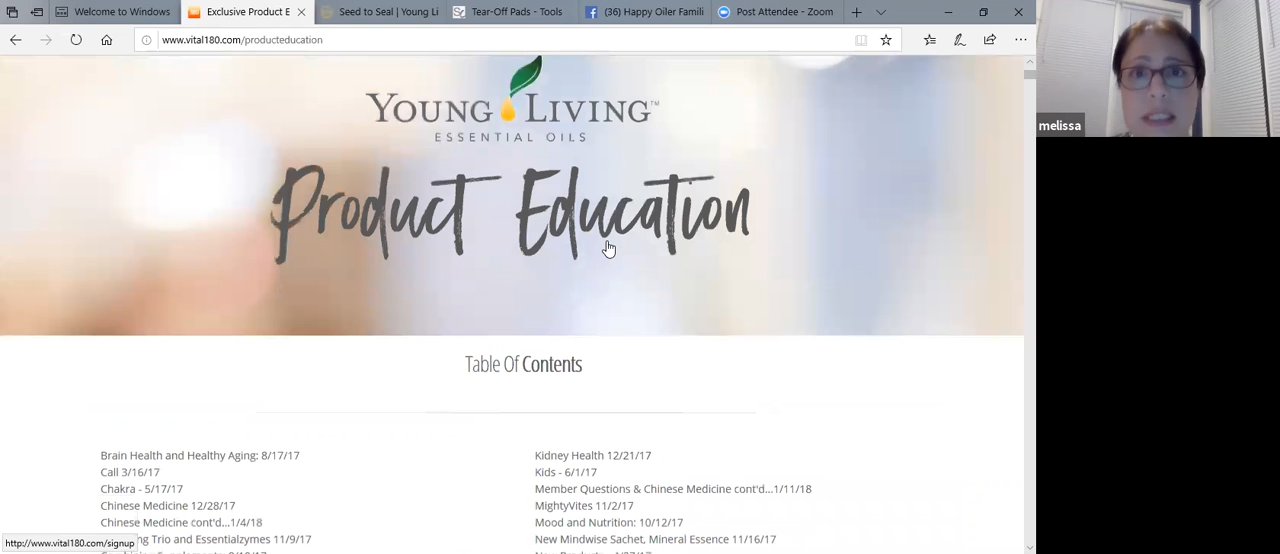 Welcome to Windows
Exclusive Product E
Seed to Seal | Young Li
Tear-Off Pads - Tools
(36) Happy Oiler Famili
Post Attendee - Zoom
www.vital180.com/producteducation
melissa
YOUNG LIVING™
ESSENTIAL OILS
Product Education
Table Of Contents
Brain Health and Healthy Aging: 8/17/17
Call 3/16/17
Chakra - 5/17/17
Chinese Medicine 12/28/17
Chinese Medicine cont'd...1/4/18
ng Trio and Essentialzymes 11/9/17
Kidney Health 12/21/17
Kids - 6/1/17
Member Questions & Chinese Medicine cont'd...1/11/18
MightyVites 11/2/17
Mood and Nutrition: 10/12/17
New Mindwise Sachet, Mineral Essence 11/16/17
http://www.vital180.com/signup